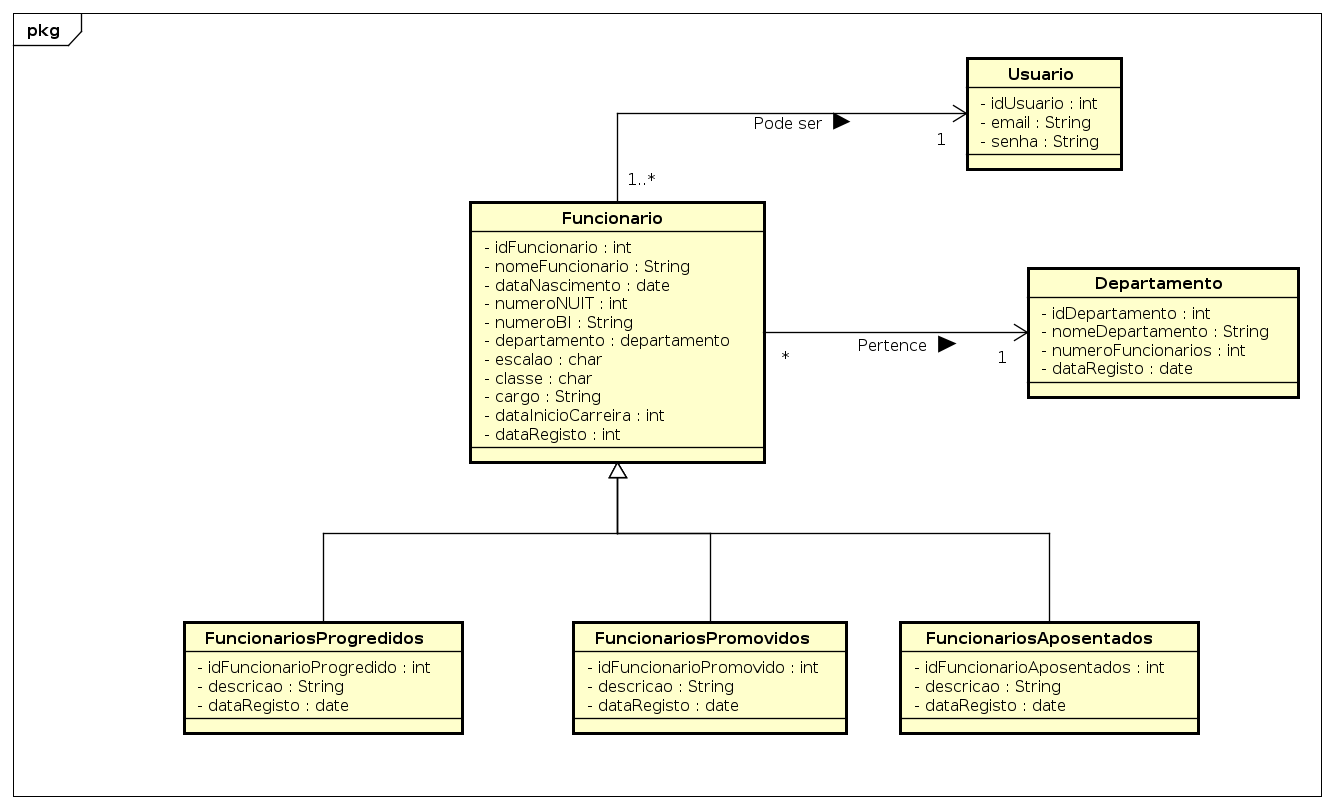 pkg
Usuario
- idUsuario : int
- email : String
- senha : String
Pode ser
1
1..*
Funcionario
- idFuncionario : int
- nomeFuncionario : String
- dataNascimento : date
- numeroNUIT : int
- numeroBI : String
- departamento : departamento
- escalao : char
- classe : char
- cargo : String
- dataInicioCarreira : int
- dataRegisto : int
*
Pertence
1
Departamento
- idDepartamento : int
- nomeDepartamento : String
- numeroFuncionarios : int
- dataRegisto : date
FuncionariosProgredidos
- idFuncionarioProgredido : int
- descricao : String
- dataRegisto : date
FuncionariosPromovidos
- idFuncionarioPromovido : int
- descricao : String
- dataRegisto : date
FuncionariosAposentados
- idFuncionarioAposentados : int
- descricao : String
- dataRegisto : date